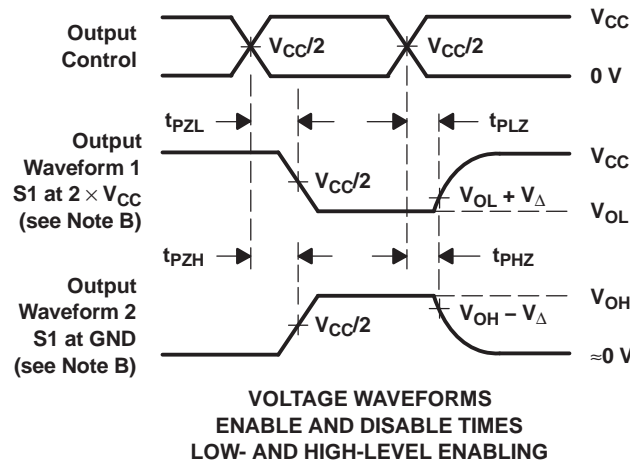 Output
Control
V_CC/2
V_CC/2
V_CC
0 V
t_PZL
t_PLZ
Output
Waveform 1
S1 at 2 × V_CC
(see Note B)
V_CC/2
V_OL + V_Δ
V_CC
V_OL
t_PZH
t_PHZ
Output
Waveform 2
S1 at GND
(see Note B)
V_CC/2
V_OH − V_Δ
V_OH
≈0 V
VOLTAGE WAVEFORMS
ENABLE AND DISABLE TIMES
LOW- AND HIGH-LEVEL ENABLING